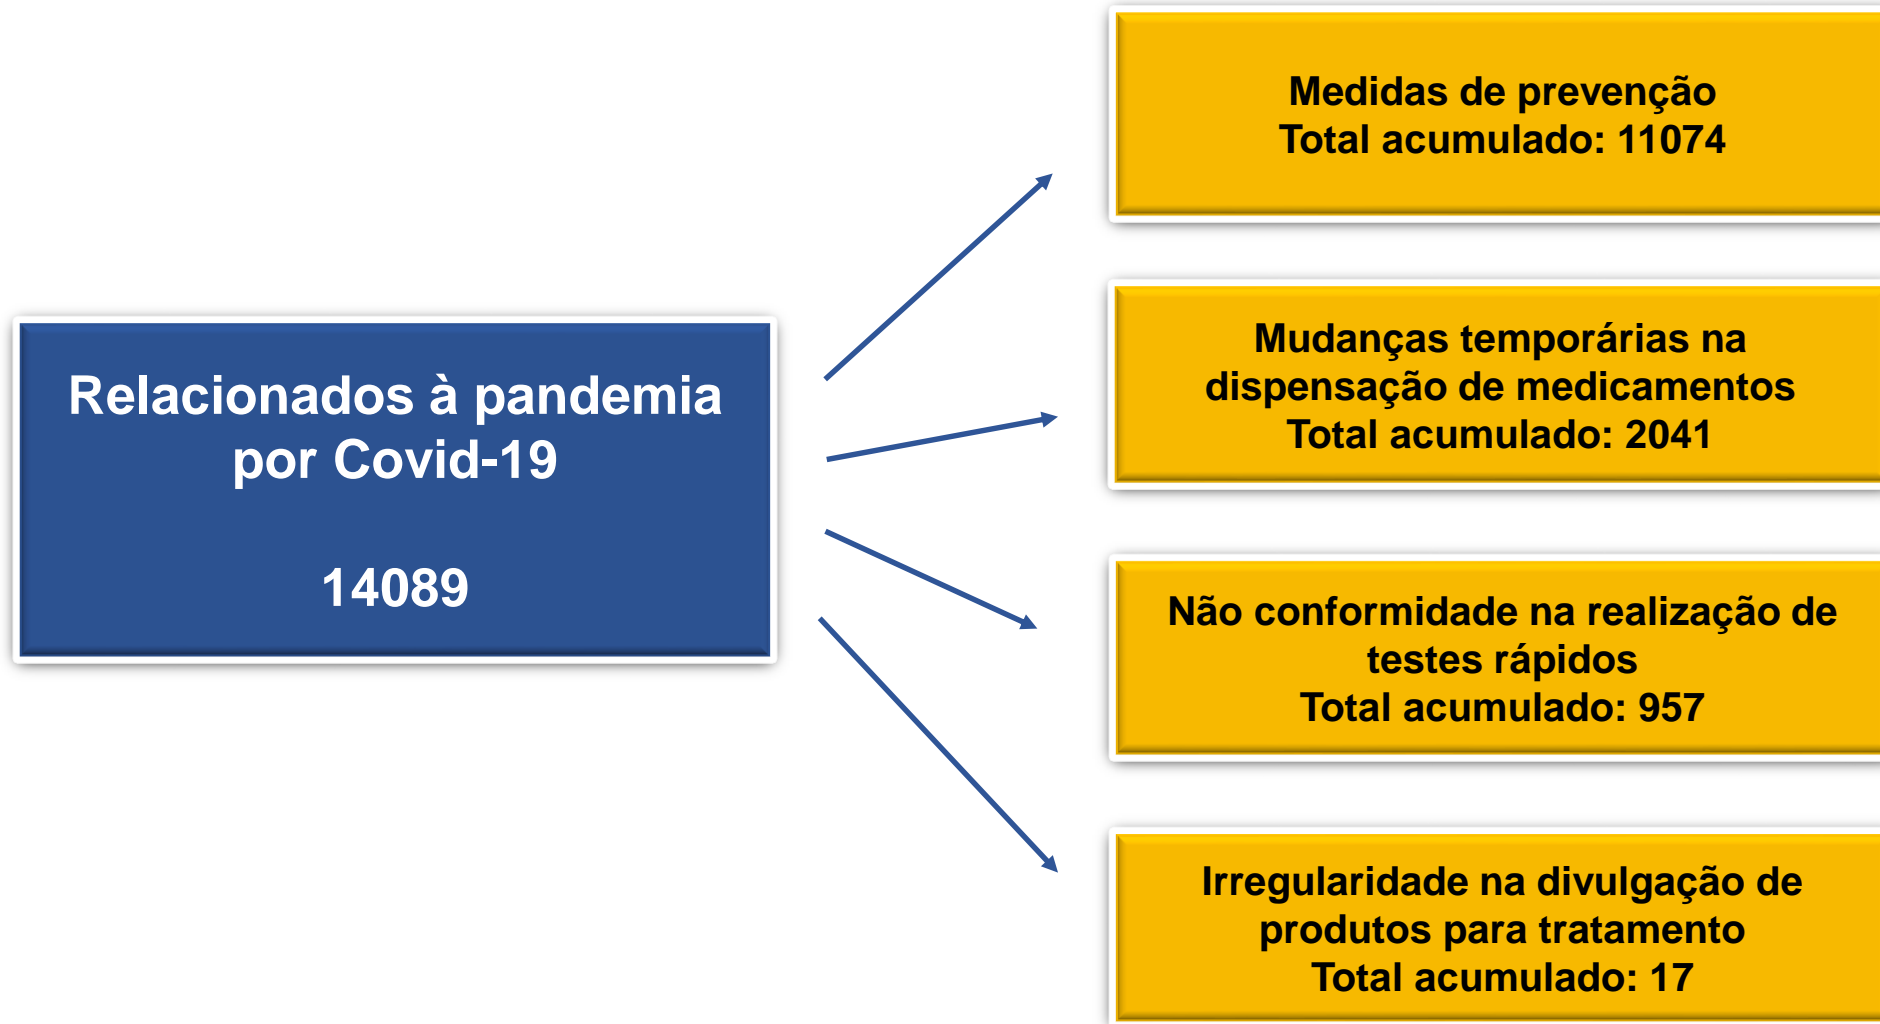 Relacionados à pandemia
por Covid-19
14089
Medidas de prevenção
Total acumulado: 11074
Mudanças temporárias na
dispensação de medicamentos
Total acumulado: 2041
Não conformidade na realização de
testes rápidos
Total acumulado: 957
Irregularidade na divulgação de
produtos para tratamento
Total acumulado: 17